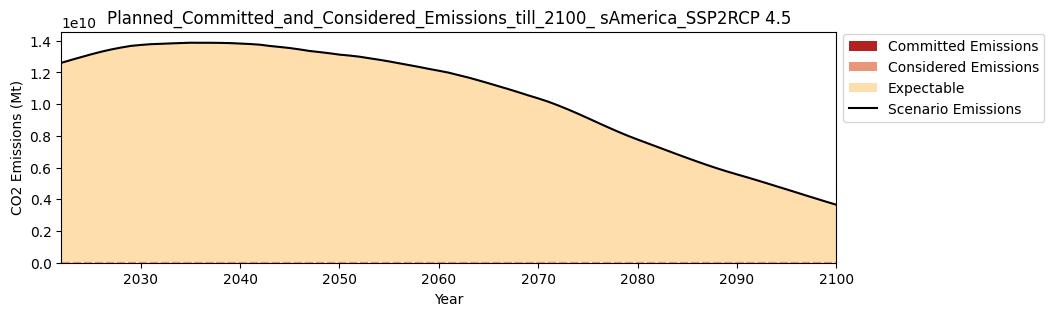 Planned_Committed_and_Considered_Emissions_till_2100_ sAmerica_SSP2RCP 4.5
1e10
1.4
1.2
1.0
0.8
0.6
0.4
0.2
0.0
CO2 Emissions (Mt)
2030 2040 2050 2060 2070 2080 2090 2100
Year
Committed Emissions
Considered Emissions
Expectable
Scenario Emissions